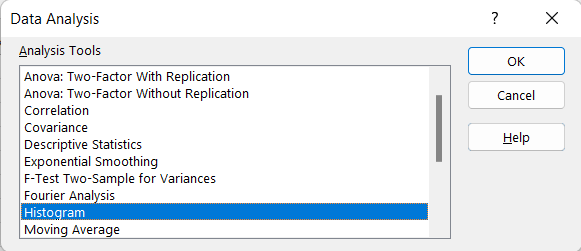 Data Analysis
?
Analysis Tools
Anova: Two-Factor With Replication
Anova: Two-Factor Without Replication
Correlation
Covariance
Descriptive Statistics
Exponential Smoothing
F-Test Two-Sample for Variances
Fourier Analysis
Histogram
Moving Average
OK
Cancel
Help